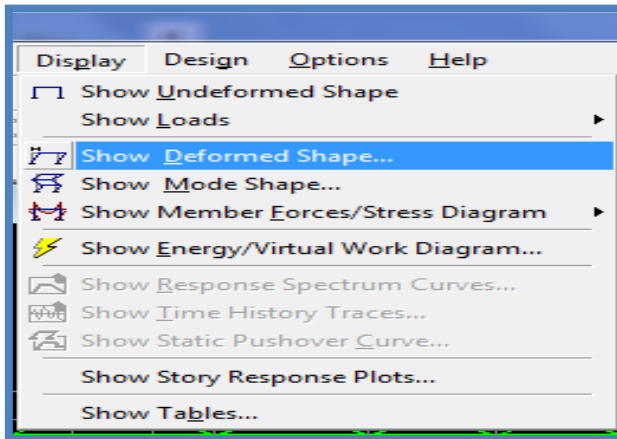 Display Design Options Help
Show Undeformed Shape
Show Loads
Show Deformed Shape...
Show Mode Shape...
Show Member Forces/Stress Diagram
Show Energy/Virtual Work Diagram...
Show Response Spectrum Curves...
Show Time History Traces...
Show Static Pushover Curve...
Show Story Response Plots...
Show Tables...